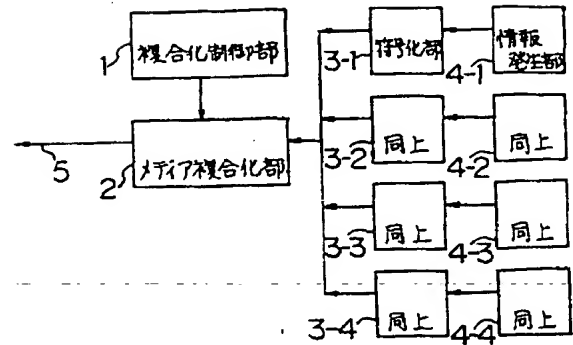 1
複合化制御部
3-1
符号化部
4-1
情報
発生部
5
2
メディア複合化部
3-2
同上
4-2
同上
3-3
同上
4-3
同上
3-4
同上
4-4
同上